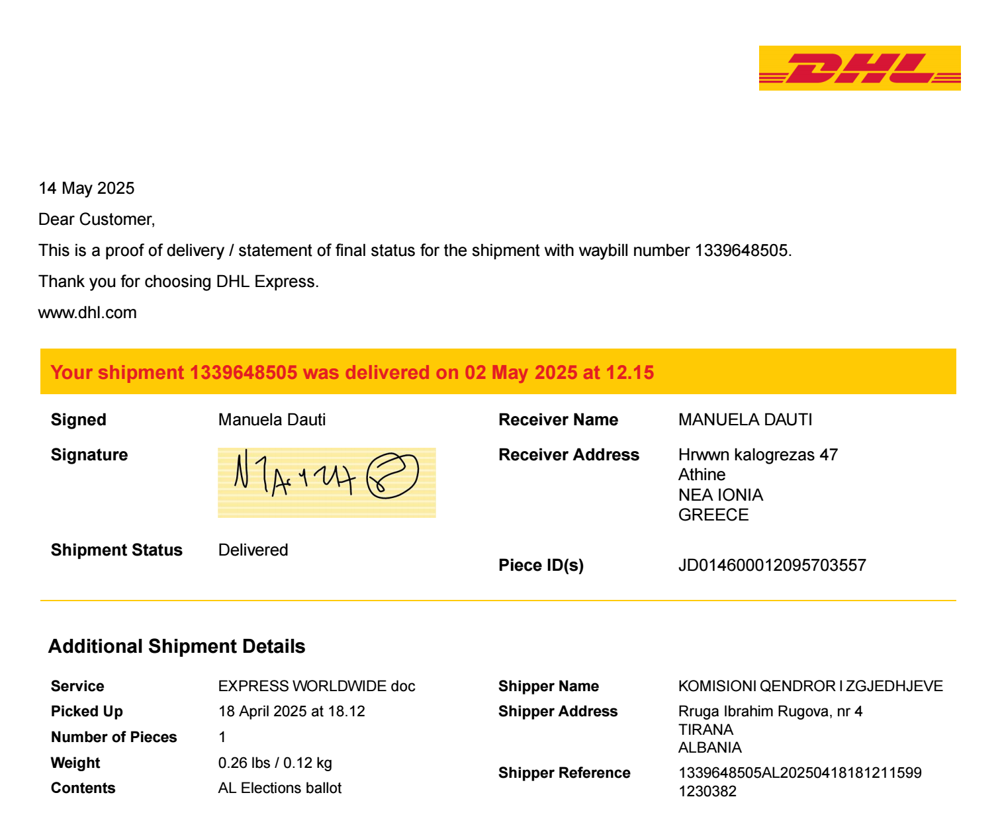 DHL
14 May 2025
Dear Customer,
This is a proof of delivery / statement of final status for the shipment with waybill number 1339648505.
Thank you for choosing DHL Express.
www.dhl.com
Your shipment 1339648505 was delivered on 02 May 2025 at 12.15
Signed Manuela Dauti
Receiver Name MANUELA DAUTI
Signature
Receiver Address Hrwwn kalogrezas 47
Athine
NEA IONIA
GREECE
Shipment Status Delivered
Piece ID(s) JD014600012095703557
Additional Shipment Details
Service EXPRESS WORLDWIDE doc
Picked Up 18 April 2025 at 18.12
Number of Pieces 1
Weight 0.26 lbs / 0.12 kg
Contents AL Elections ballot
Shipper Name KOMISIONI QENDROR I ZGJEDHJEVE
Shipper Address Rruga Ibrahim Rugova, nr 4
TIRANA
ALBANIA
Shipper Reference 1339648505AL20250418181211599
1230382